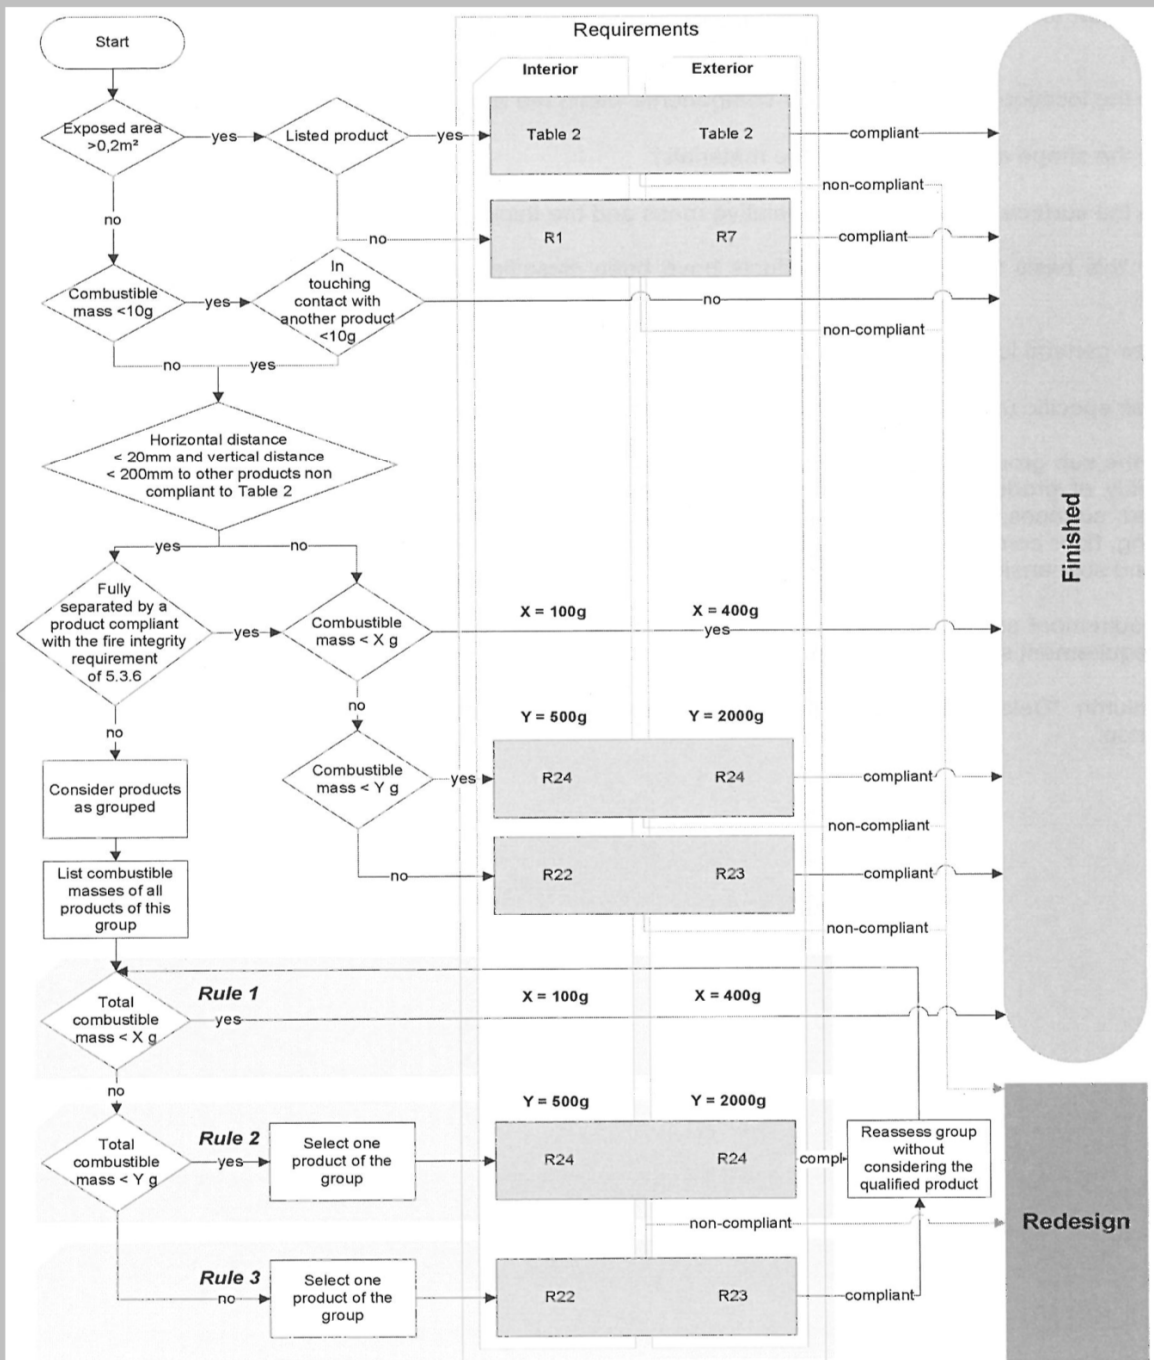 Requirements
Start
Interior
Exterior
Exposed area
>0,2m²
yes
Listed product
yes
Table 2
Table 2
compliant
non-compliant
no
no
R1
R7
compliant
In
touching
contact with
another product
<10g
Combustible
mass <10g
yes
no
non-compliant
no
yes
Horizontal distance
< 20mm and vertical distance
< 200mm to other products non
compliant to Table 2
Finished
yes
no
Fully
separated by a
product compliant
with the fire integrity
requirement
of 5.3.6
yes
Combustible
mass < X g
X = 100g
X = 400g
yes
no
no
Y = 500g
Y = 2000g
Consider products
as grouped
Combustible
mass < Y g
yes
R24
R24
compliant
non-compliant
List combustible
masses of all
products of this
group
no
R22
R23
compliant
non-compliant
Rule 1
X = 100g
X = 400g
Total
combustible
mass < X g
yes
no
Y = 500g
Y = 2000g
Rule 2
Total
combustible
mass < Y g
yes
Select one
product of the
group
R24
R24
compl
Reassess group
without
considering the
qualified product
non-compliant
Redesign
Rule 3
no
Select one
product of the
group
R22
R23
compliant